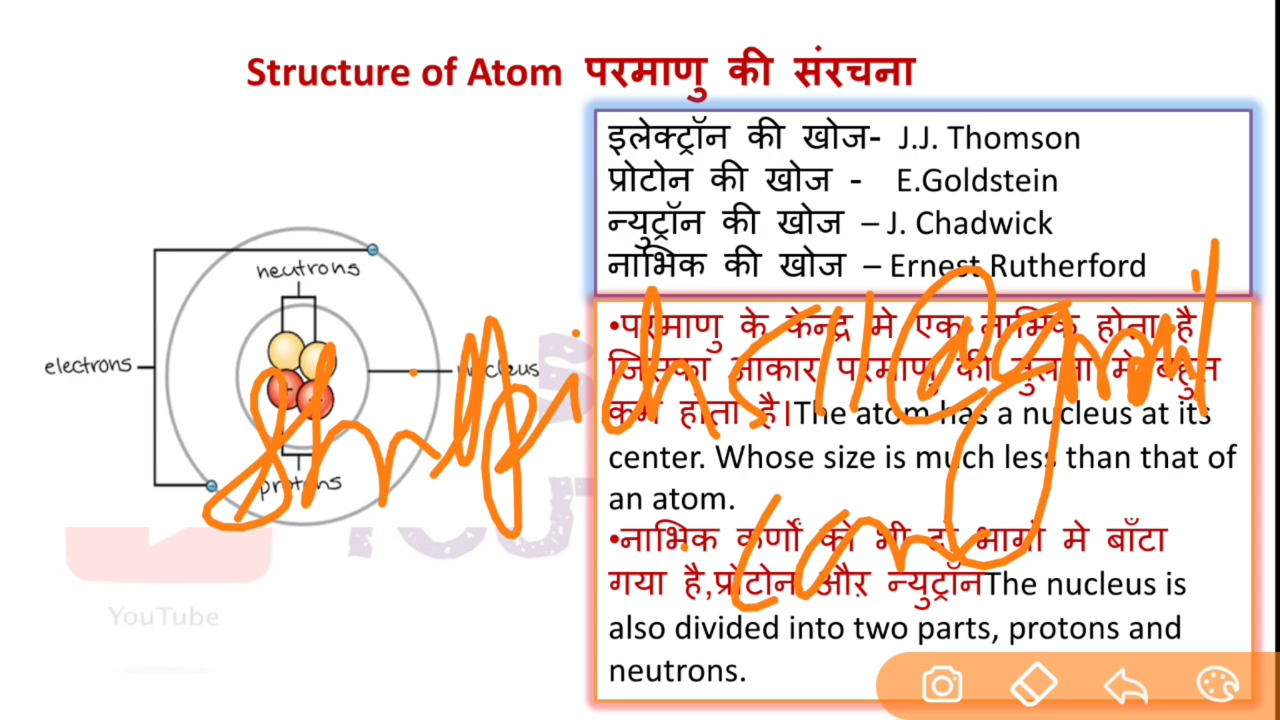 Structure of Atom परमाणु की संरचना
इलेक्ट्रॉन की खोज- J.J. Thomson
प्रोटोन की खोज - E.Goldstein
न्युट्रॉन की खोज – J. Chadwick
नाभिक की खोज – Ernest Rutherford
neutrons
electrons
nucleus
protons
•परमाणु के केन्द्र मे एक नाभिक होता है
जिसका आकार परमाणु की तुलना मे बहुत
कम होता है।The atom has a nucleus at its
center. Whose size is much less than that of
an atom.
•नाभिक कर्णों को भी दो भागो मे बाँटा
गया है,प्रोटोन और न्युट्रॉनThe nucleus is
also divided into two parts, protons and
neutrons.
YouTube